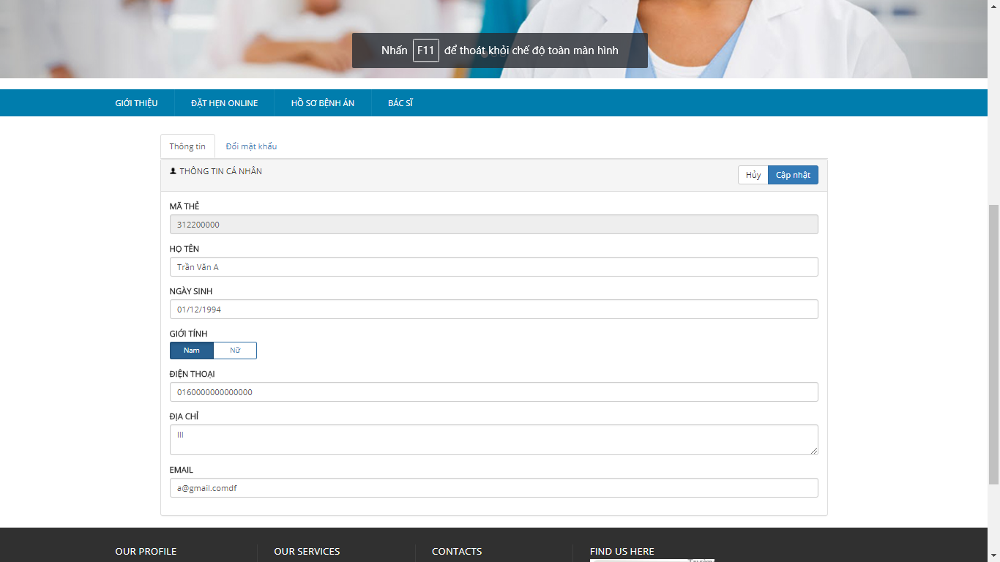 Nhấn F11 để thoát khỏi chế độ toàn màn hình
GIỚI THIỆU ĐẶT HẸN ONLINE HỒ SƠ BỆNH ÁN BÁC SĨ
Thông tin Đổi mật khẩu
THÔNG TIN CÁ NHÂN Hủy Cập nhật
MÃ THẺ
312200000
HỌ TÊN
Trần Văn A
NGÀY SINH
01/12/1994
GIỚI TÍNH
Nam Nữ
ĐIỆN THOẠI
0160000000000000
ĐỊA CHỈ
lll
EMAIL
a@gmail.comdf
OUR PROFILE OUR SERVICES CONTACTS FIND US HERE